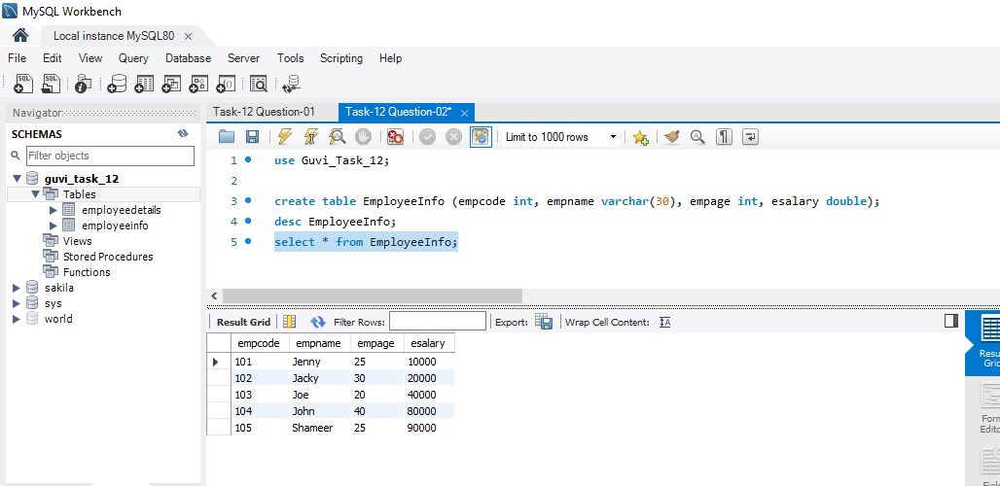 MySQL Workbench
Local instance MySQL80
File Edit View Query Database Server Tools Scripting Help
Navigator
SCHEMAS
Filter objects
guvi_task_12
Tables
employeedetails
employeeinfo
Views
Stored Procedures
Functions
sakila
sys
world
Task-12 Question-01 Task-12 Question-02*
Limit to 1000 rows
1 use Guvi_Task_12;
2
3 create table EmployeeInfo (empcode int, empname varchar(30), empage int, esalary double);
4 desc EmployeeInfo;
5 select * from EmployeeInfo;
Result Grid Filter Rows: Export: Wrap Cell Content: IA
empcode empname empage esalary
101 Jenny 25 10000
102 Jacky 30 20000
103 Joe 20 40000
104 John 40 80000
105 Shameer 25 90000
Resu
Gric
Forn
Edito